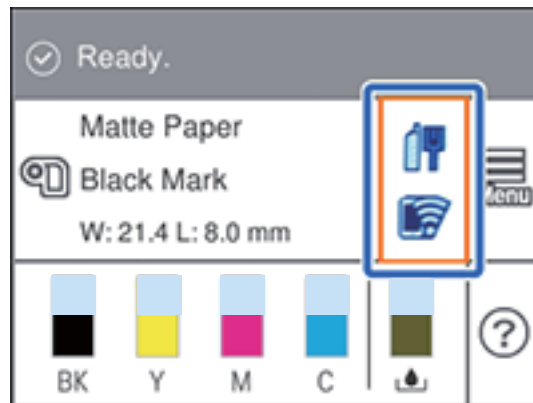 Ready.
Matte Paper
Black Mark
W: 21.4 L: 8.0 mm
Menu
BK Y M C
?